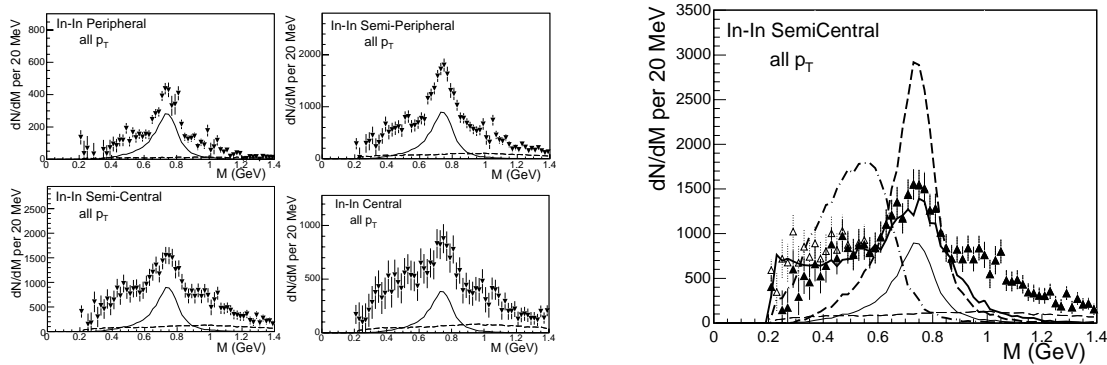 In-In Peripheral
all pT
dN/dM per 20 MeV
800
600
400
200
0
0 0.2 0.4 0.6 0.8 1 1.2 1.4
M (GeV)
In-In Semi-Peripheral
all pT
dN/dM per 20 MeV
2000
1000
0
0 0.2 0.4 0.6 0.8 1 1.2 1.4
M (GeV)
In-In Semi-Central
all pT
dN/dM per 20 MeV
2500
2000
1500
1000
500
0
0 0.2 0.4 0.6 0.8 1 1.2 1.4
M (GeV)
In-In Central
all pT
dN/dM per 20 MeV
1000
500
0
0 0.2 0.4 0.6 0.8 1 1.2 1.4
M (GeV)
In-In SemiCentral
all pT
dN/dM per 20 MeV
3500
3000
2500
2000
1500
1000
500
0
0 0.2 0.4 0.6 0.8 1 1.2 1.4
M (GeV)